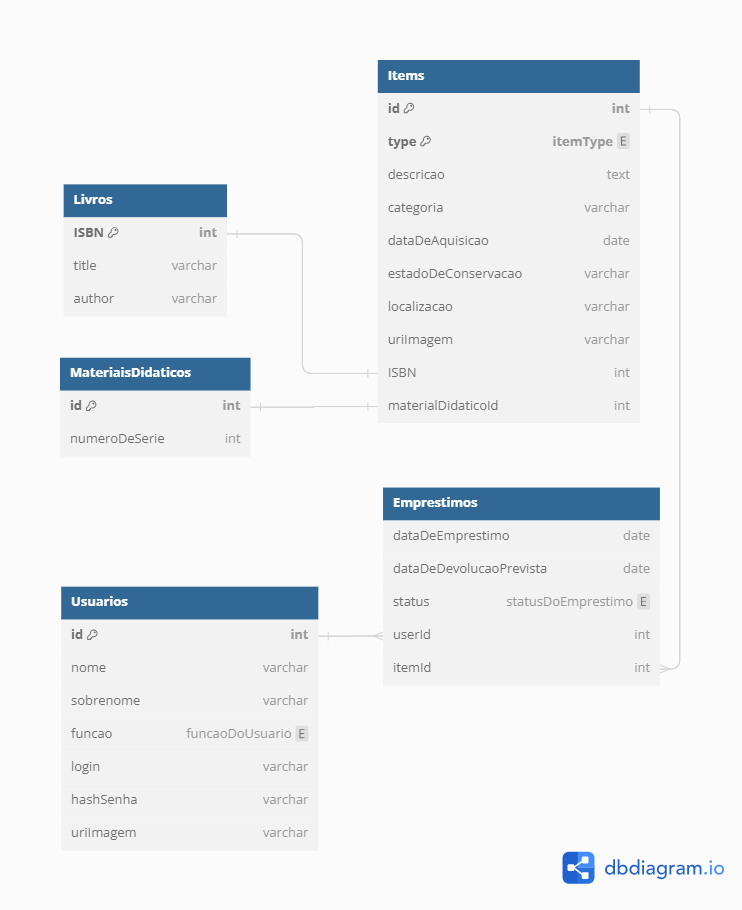 Items
id int
type itemType E
descricao text
categoria varchar
dataDeAquisicao date
estadoDeConservacao varchar
localizacao varchar
uriImagem varchar
ISBN int
materialDidaticoId int
Livros
ISBN int
title varchar
author varchar
MateriaisDidaticos
id int
numeroDeSerie int
Emprestimos
dataDeEmprestimo date
dataDeDevolucaoPrevista date
status statusDoEmprestimo E
userId int
itemId int
Usuarios
id int
nome varchar
sobrenome varchar
funcao funcaoDoUsuario E
login varchar
hashSenha varchar
uriImagem varchar
dbdiagram.io